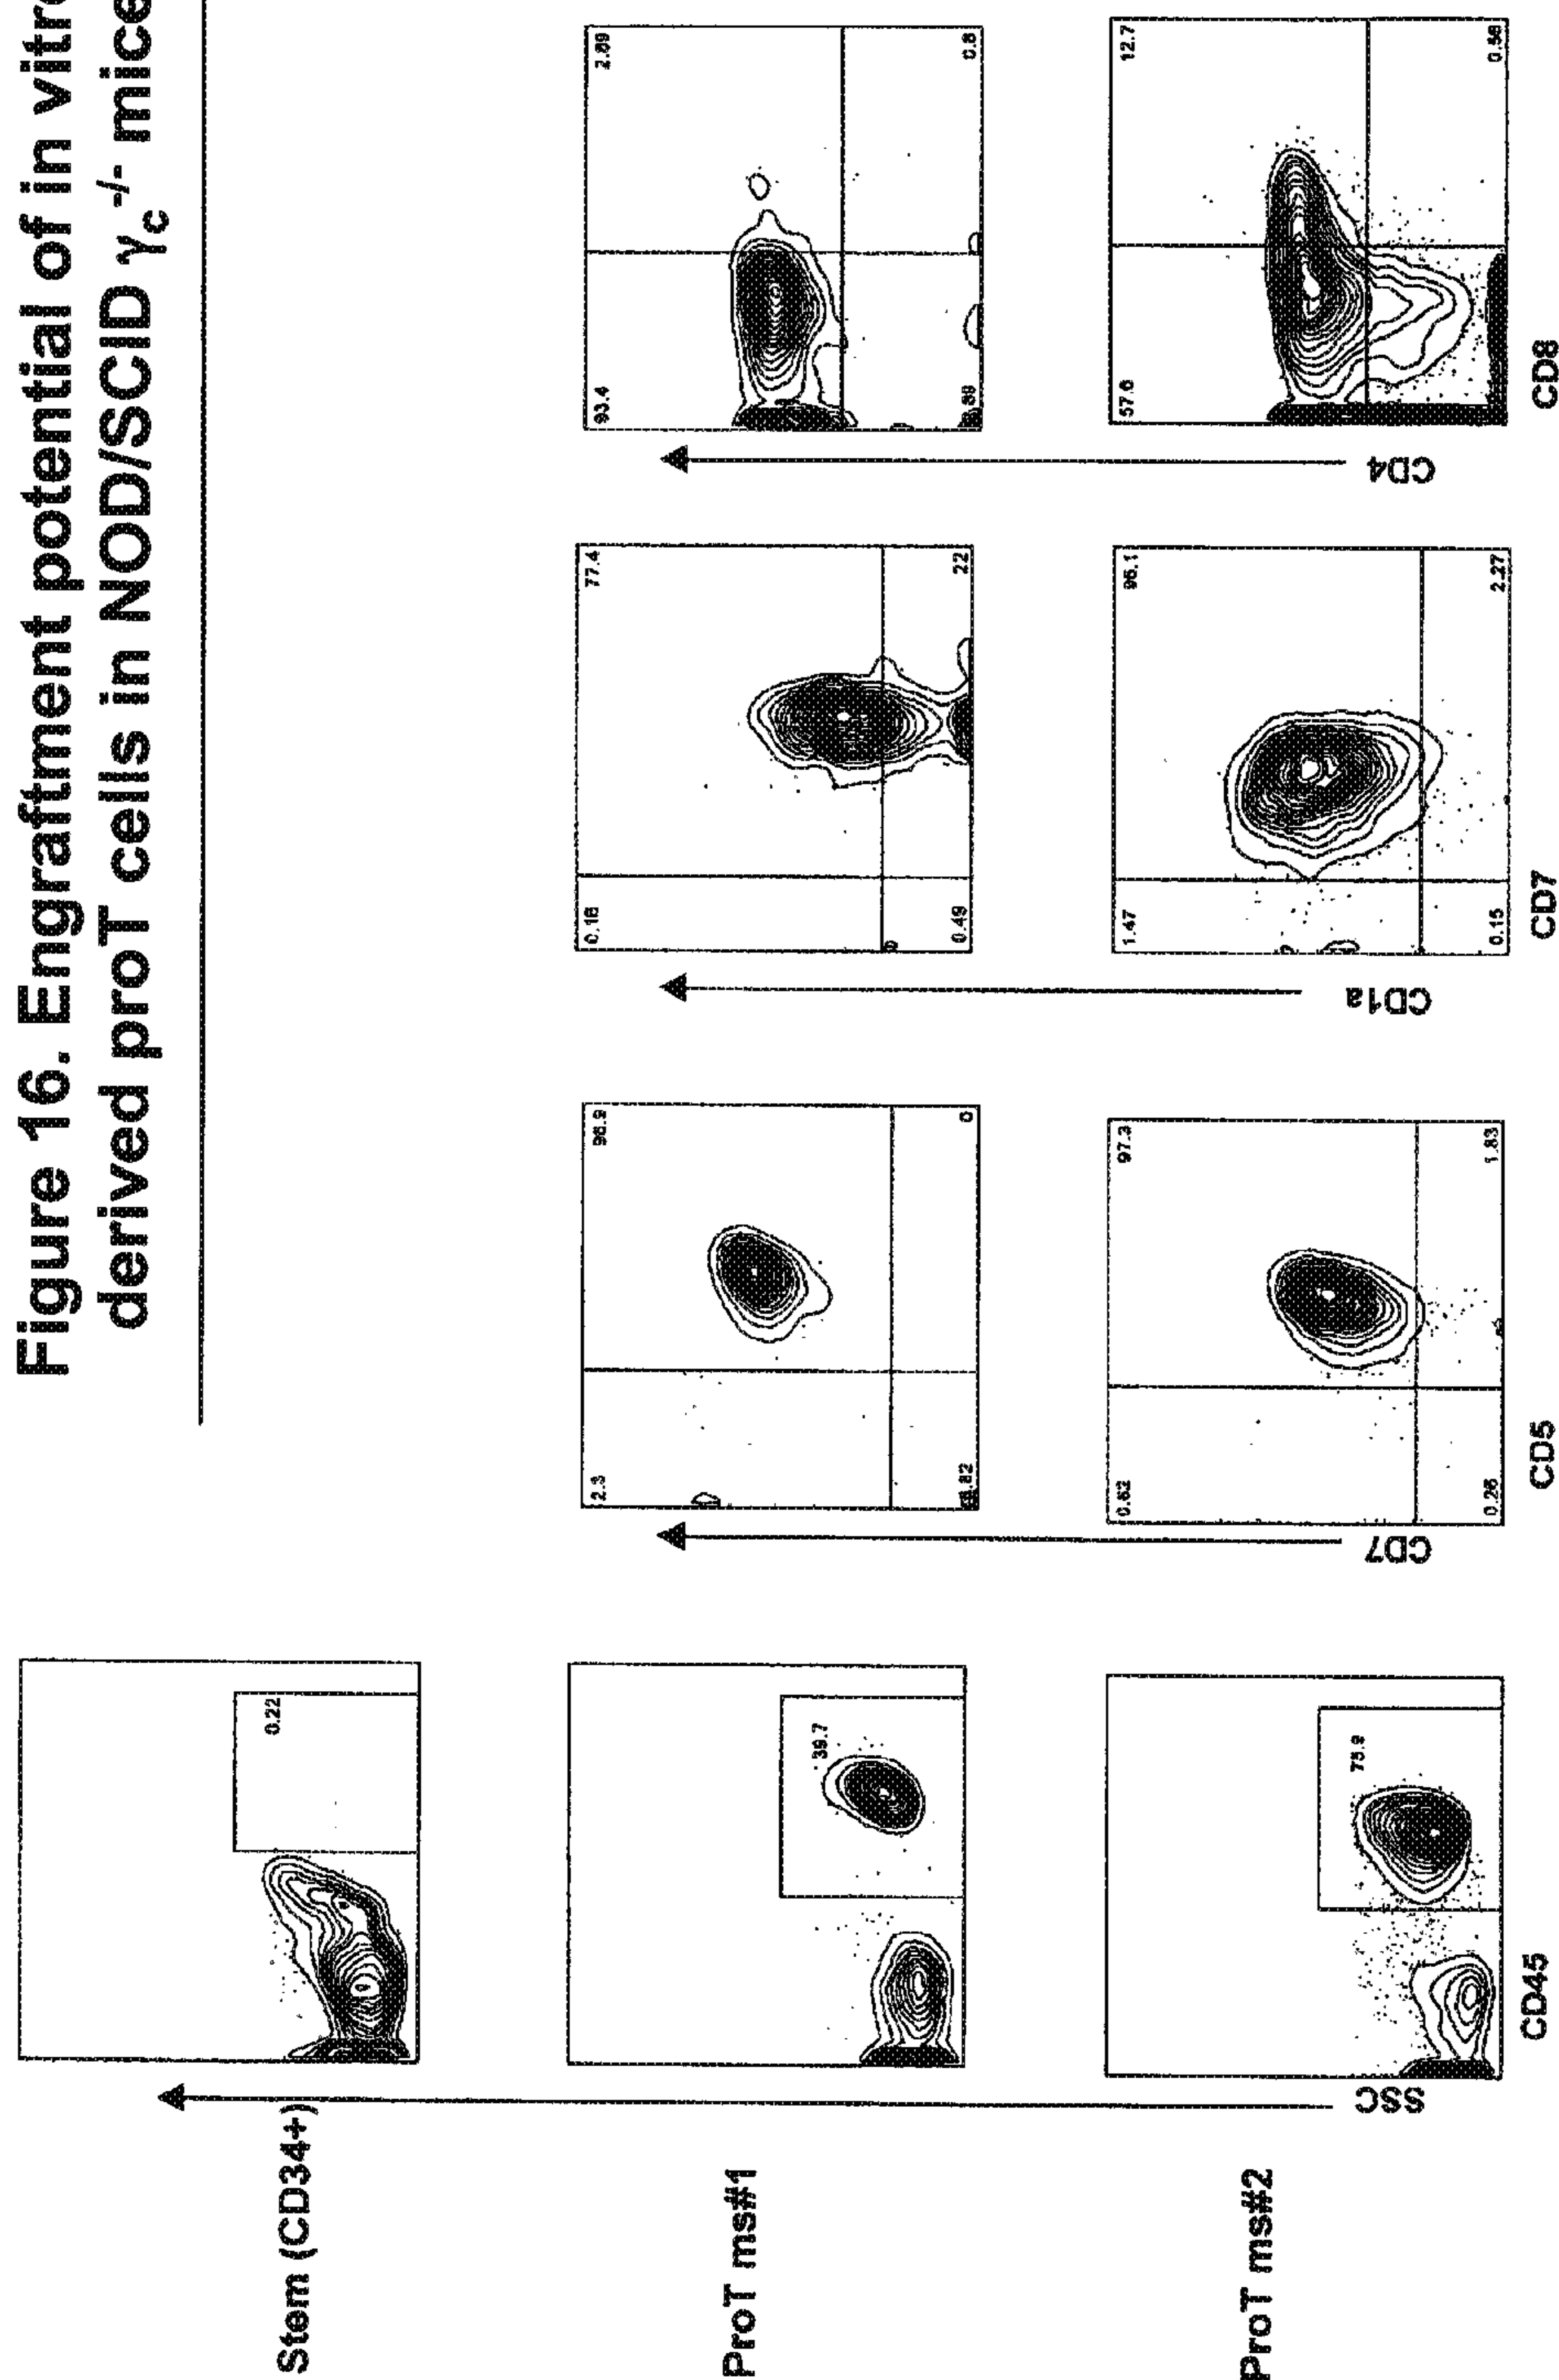 Figure 16. Engraftment potential of in vitro
derived proT cells in NOD/SCID γc -/- mice
Stem (CD34+)
0.22
ProT ms#1
39.7
2.3
96.9
0
0.16
77.4
0.49
22
93.4
2.89
0.8
ProT ms#2
SSC
75.9
CD45
CD7
0.62
97.3
0.26
1.83
CD5
CD1a
1.47
96.1
0.15
2.27
CD7
CD4
57.6
12.7
0.56
CD8